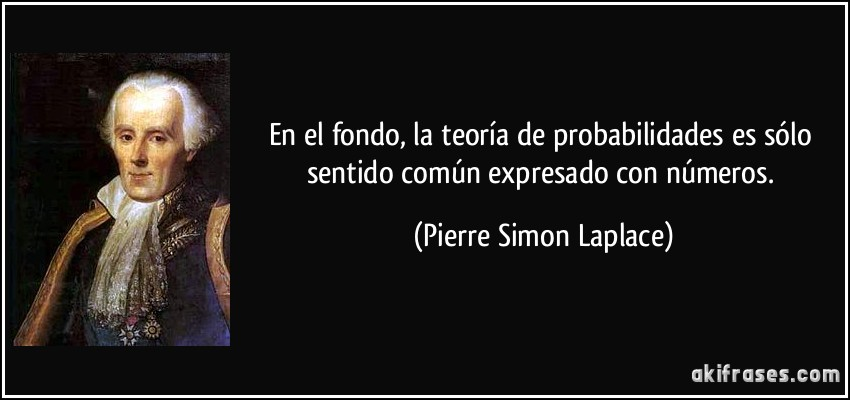 En el fondo, la teoría de probabilidades es sólo
sentido común expresado con números.
(Pierre Simon Laplace)
akifrases.com